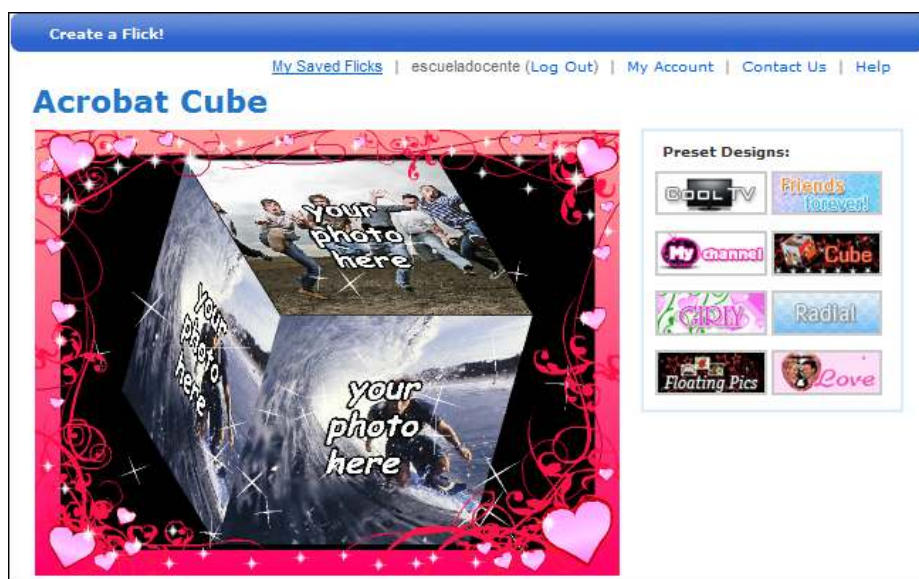 Create a Flick!
My Saved Flicks | escueladocente (Log Out) | My Account | Contact Us | Help
Acrobat Cube
your
photo
here
your
photo
here
your
photo
here
Preset Designs:
COOL TV
Friends
forever!
My channel
Cube
GIRLY
Radial
Floating Pics
Love